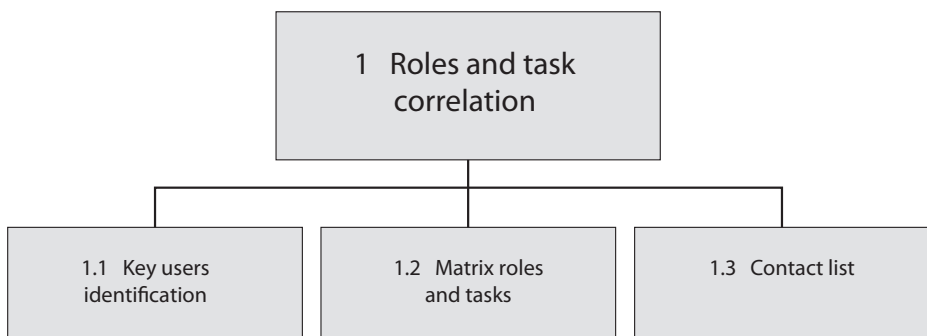 1 Roles and task
correlation
1.1 Key users
identification
1.2 Matrix roles
and tasks
1.3 Contact list